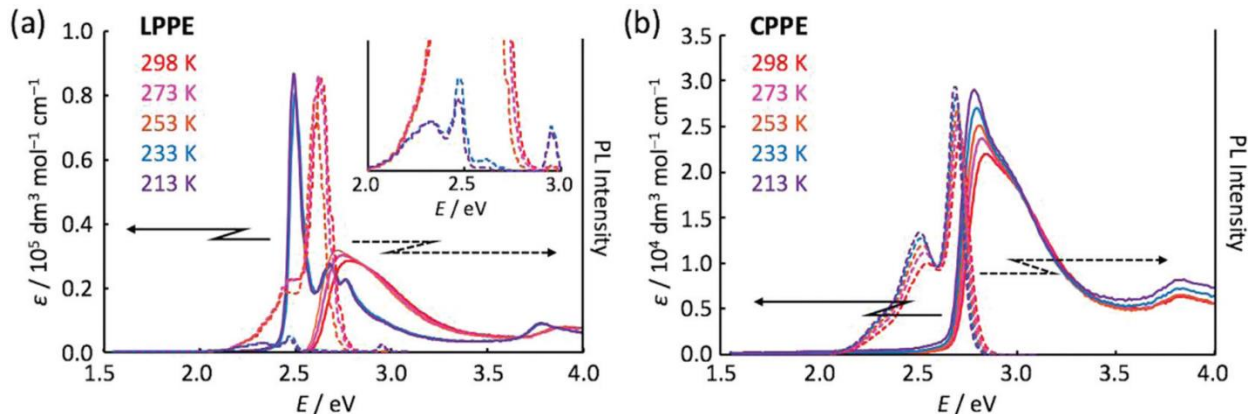 (a)
LPPE
298 K
273 K
253 K
233 K
213 K
1.0
0.8
0.6
0.4
0.2
0.0
ε / 10⁵ dm³ mol⁻¹ cm⁻¹
1.5
2.5
3.5
4.0
E / eV
PL Intensity
2.0
2.5
3.0
E / eV
(b)
CPPE
298 K
273 K
253 K
233 K
213 K
3.5
3.0
2.5
2.0
1.5
1.0
0.5
0.0
ε / 10⁴ dm³ mol⁻¹ cm⁻¹
1.5
2.0
2.5
3.0
3.5
4.0
E / eV
PL Intensity